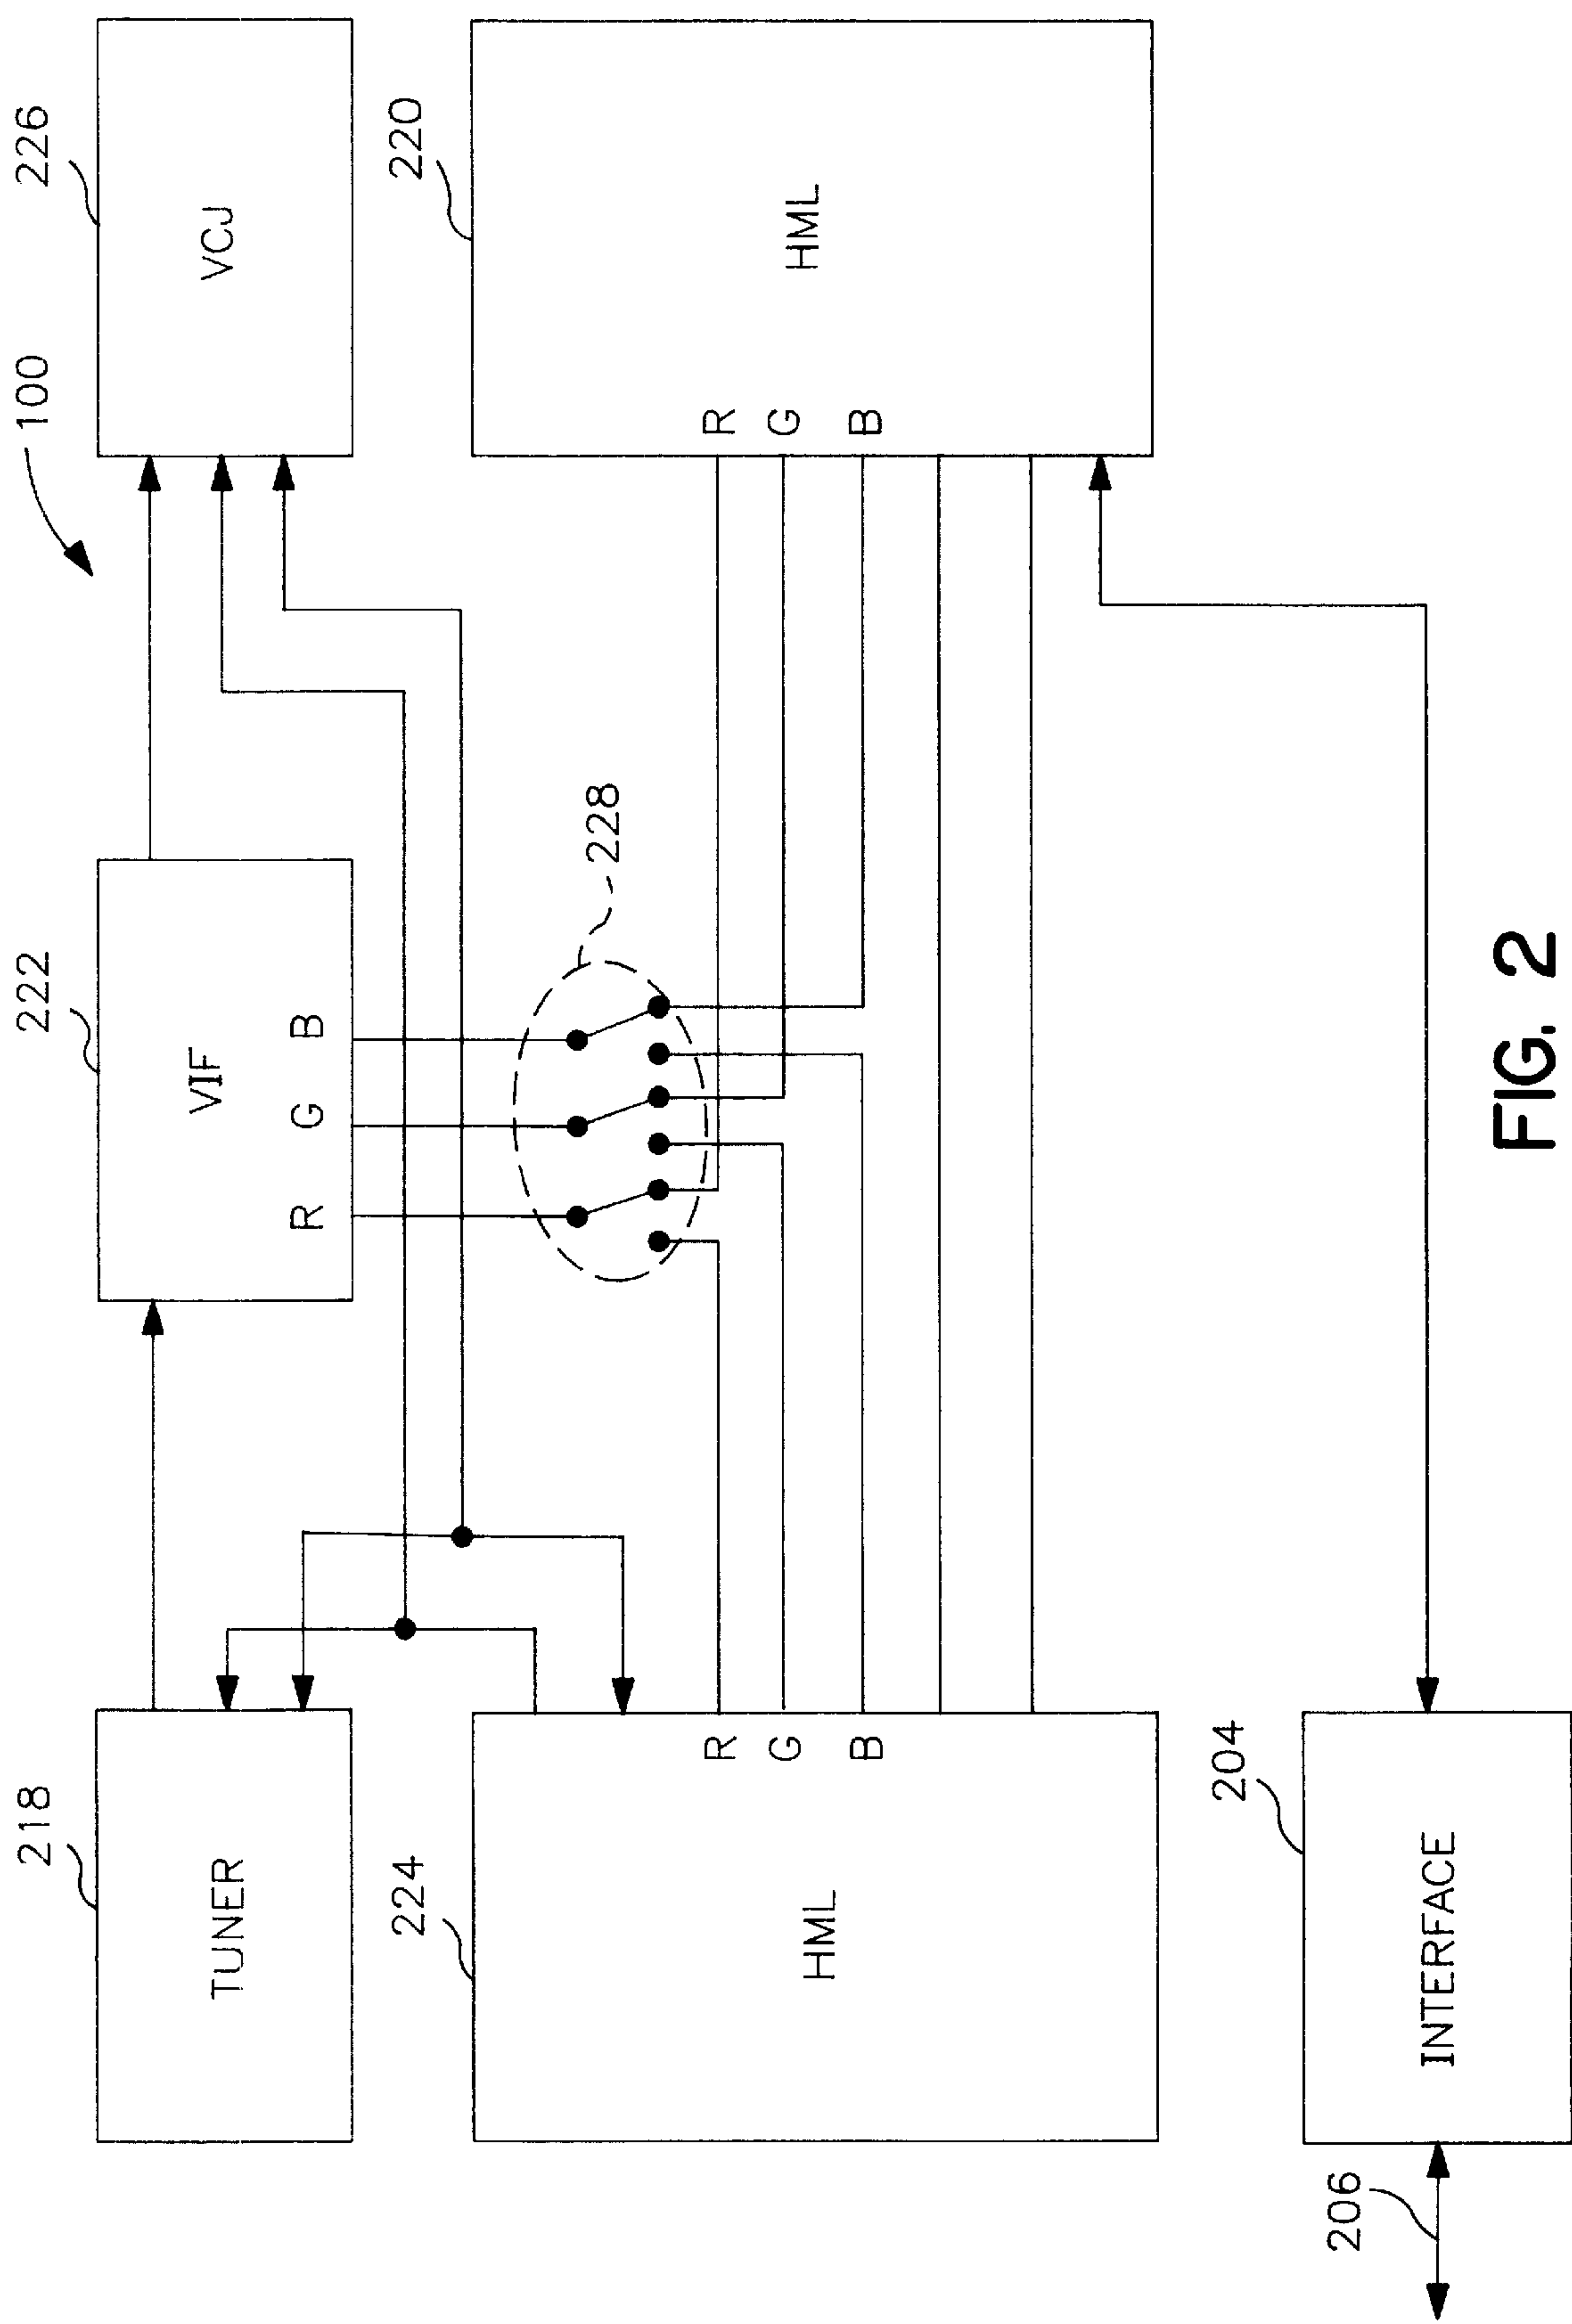 100
218
TUNER
222
VIF
R G B
226
VCJ
228
224
HML
R
G
B
220
HML
R
G
B
204
INTERFACE
206
FIG. 2